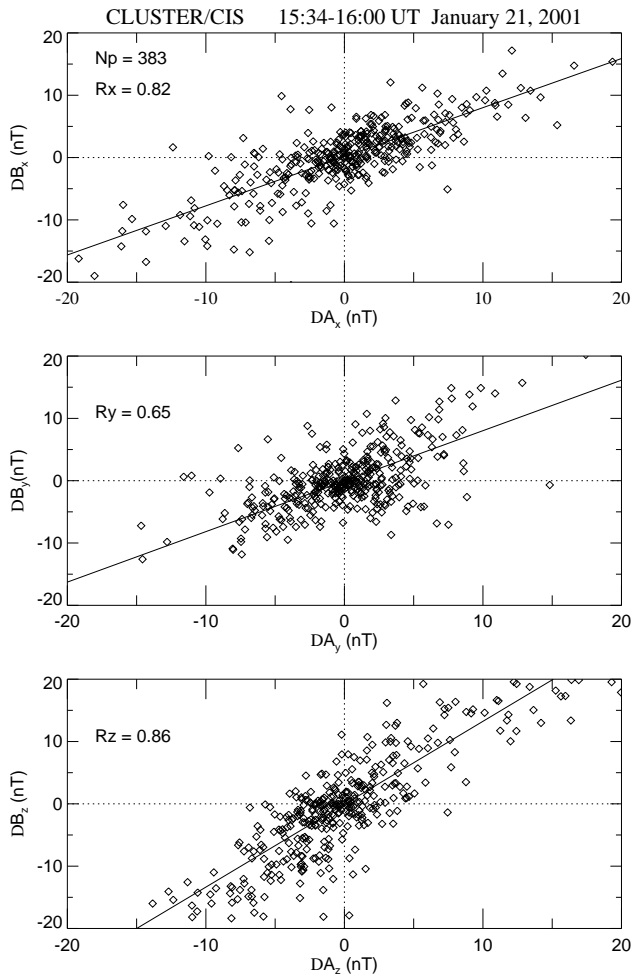 CLUSTER/CIS 15:34-16:00 UT January 21, 2001
Np = 383
Rx = 0.82
20
10
0
-10
-20
DBx (nT)
-20 -10 0 10 20
DAx (nT)
Ry = 0.65
20
10
0
-10
-20
DBy(nT)
-20 -10 0 10 20
DAy (nT)
Rz = 0.86
20
10
0
-10
-20
DBz (nT)
-20 -10 0 10 20
DAz (nT)